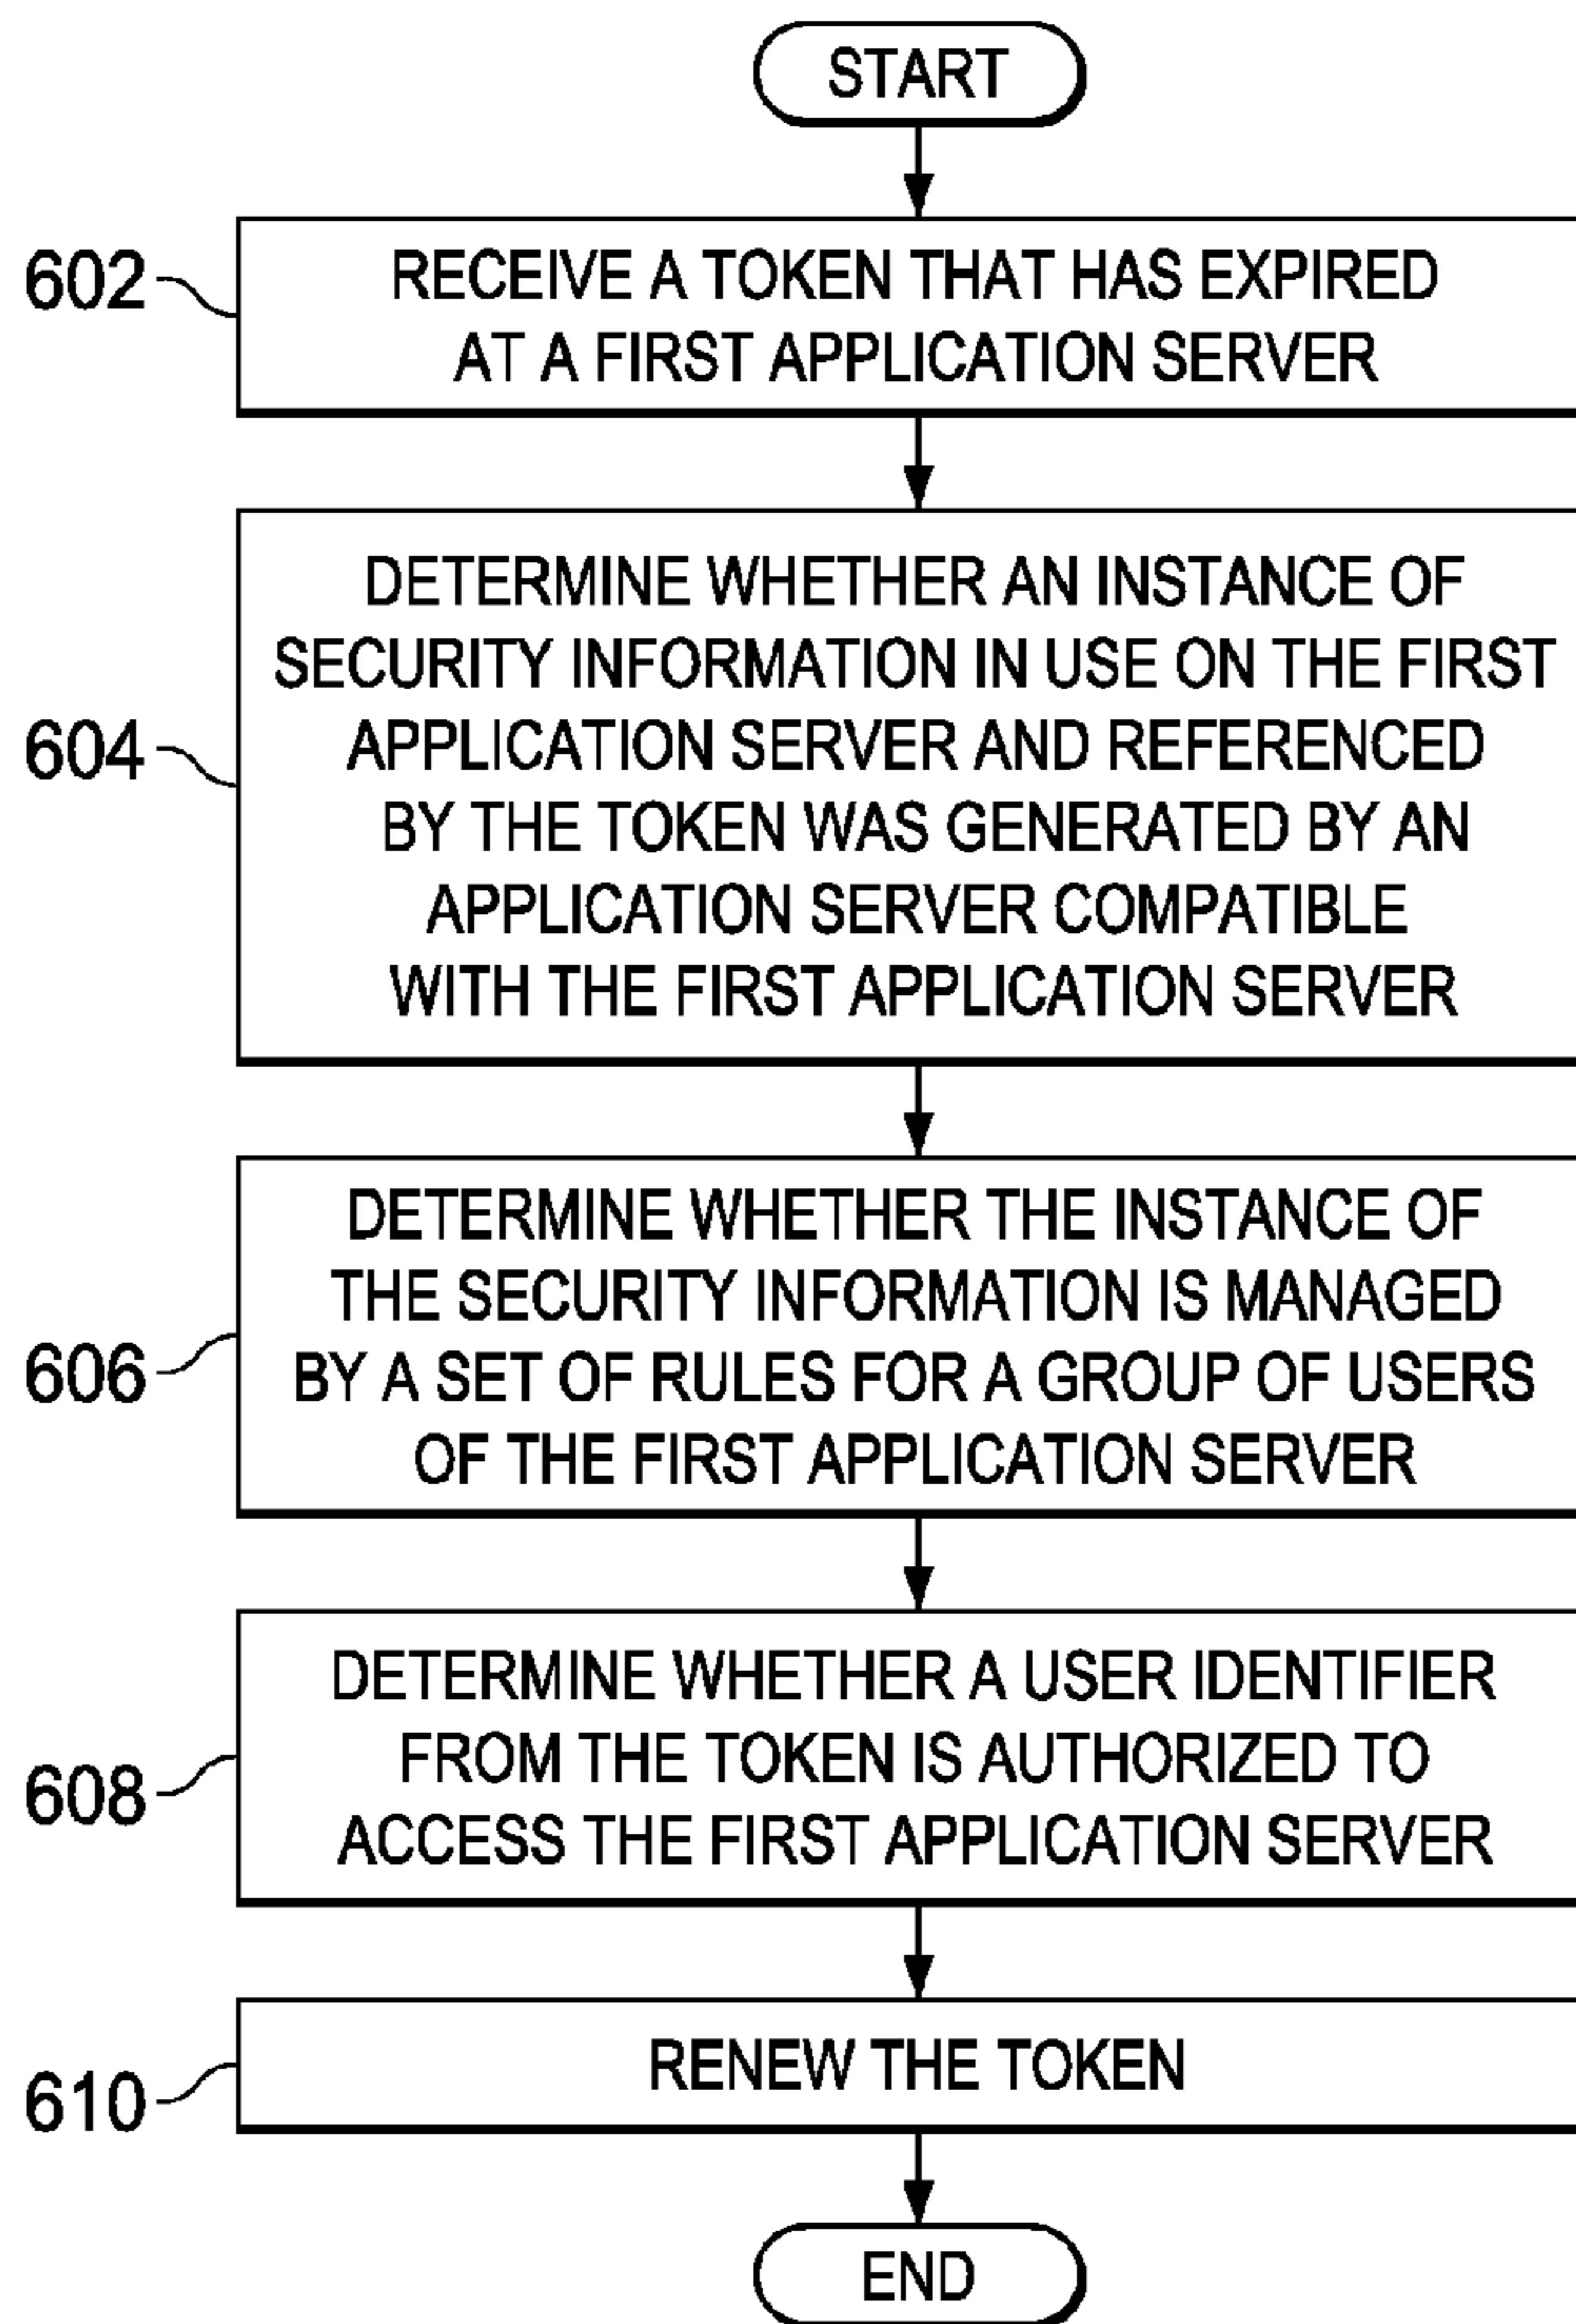 START
602
RECEIVE A TOKEN THAT HAS EXPIRED
AT A FIRST APPLICATION SERVER
604
DETERMINE WHETHER AN INSTANCE OF
SECURITY INFORMATION IN USE ON THE FIRST
APPLICATION SERVER AND REFERENCED
BY THE TOKEN WAS GENERATED BY AN
APPLICATION SERVER COMPATIBLE
WITH THE FIRST APPLICATION SERVER
606
DETERMINE WHETHER THE INSTANCE OF
THE SECURITY INFORMATION IS MANAGED
BY A SET OF RULES FOR A GROUP OF USERS
OF THE FIRST APPLICATION SERVER
608
DETERMINE WHETHER A USER IDENTIFIER
FROM THE TOKEN IS AUTHORIZED TO
ACCESS THE FIRST APPLICATION SERVER
610
RENEW THE TOKEN
END